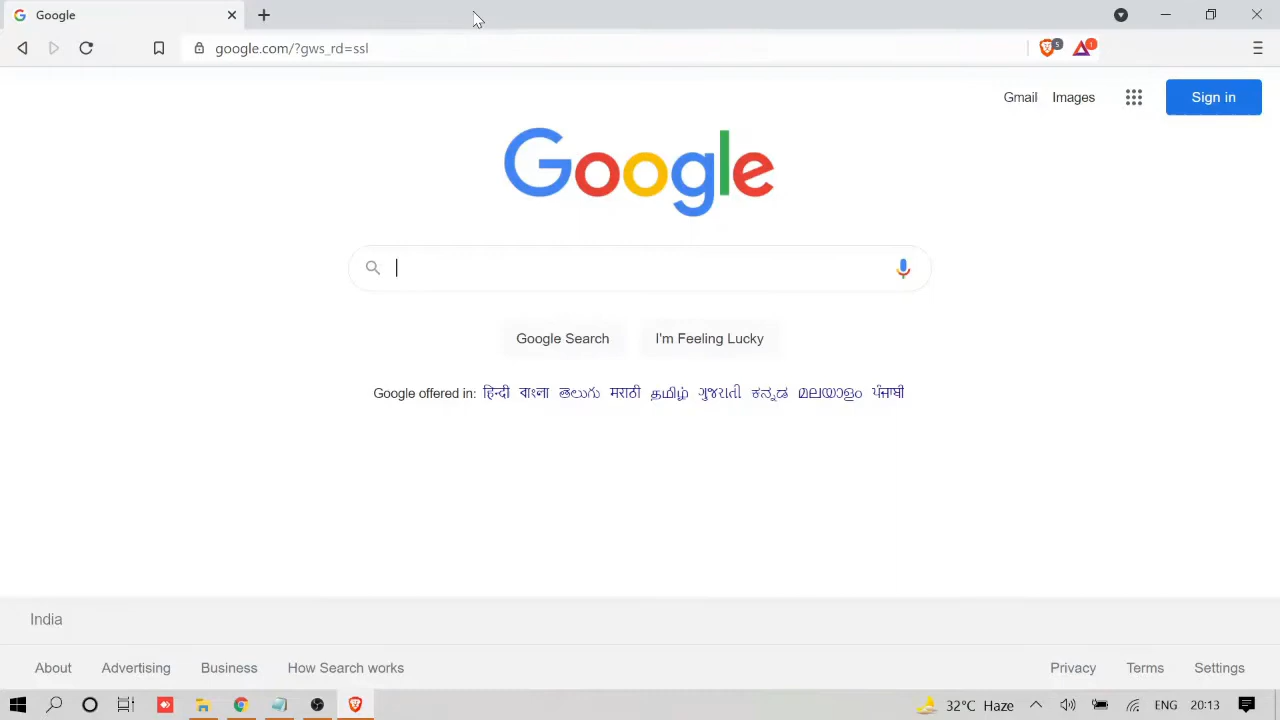 Google
google.com/?gws_rd=ssl
5
1
Gmail Images Sign in
Google
Google Search I'm Feeling Lucky
Google offered in: हिन्दी বাংলা తెలుగు मराठी தமிழ் ગુજરાતી ಕನ್ನಡ മലയാളം ਪੰਜਾਬੀ
India
About Advertising Business How Search works Privacy Terms Settings
32°C Haze ENG 20:13